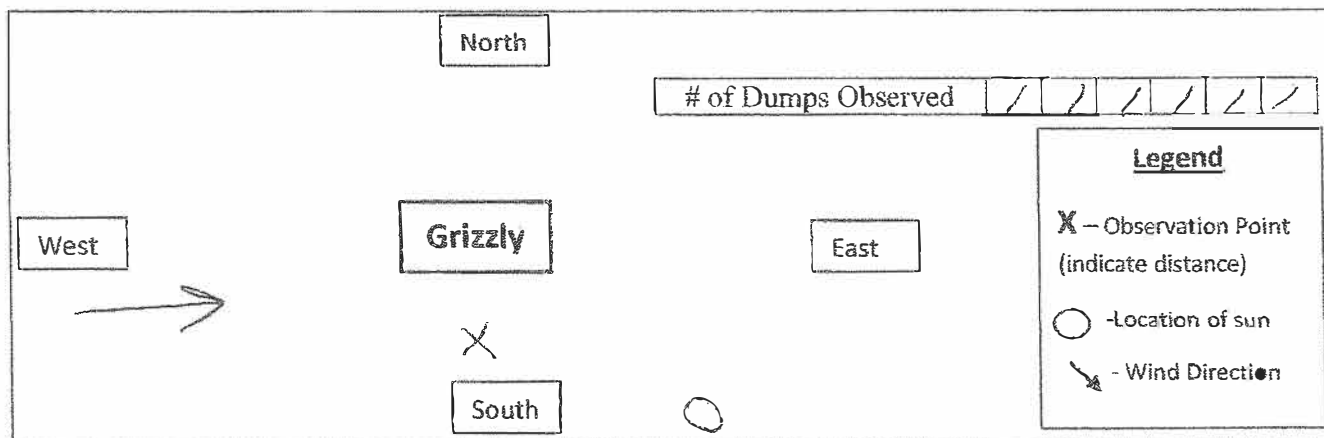 North
# of Dumps Observed / / / / / /
Legend
West
Grizzly
East
X – Observation Point
(indicate distance)
-Location of sun
- Wind Direction
X
South